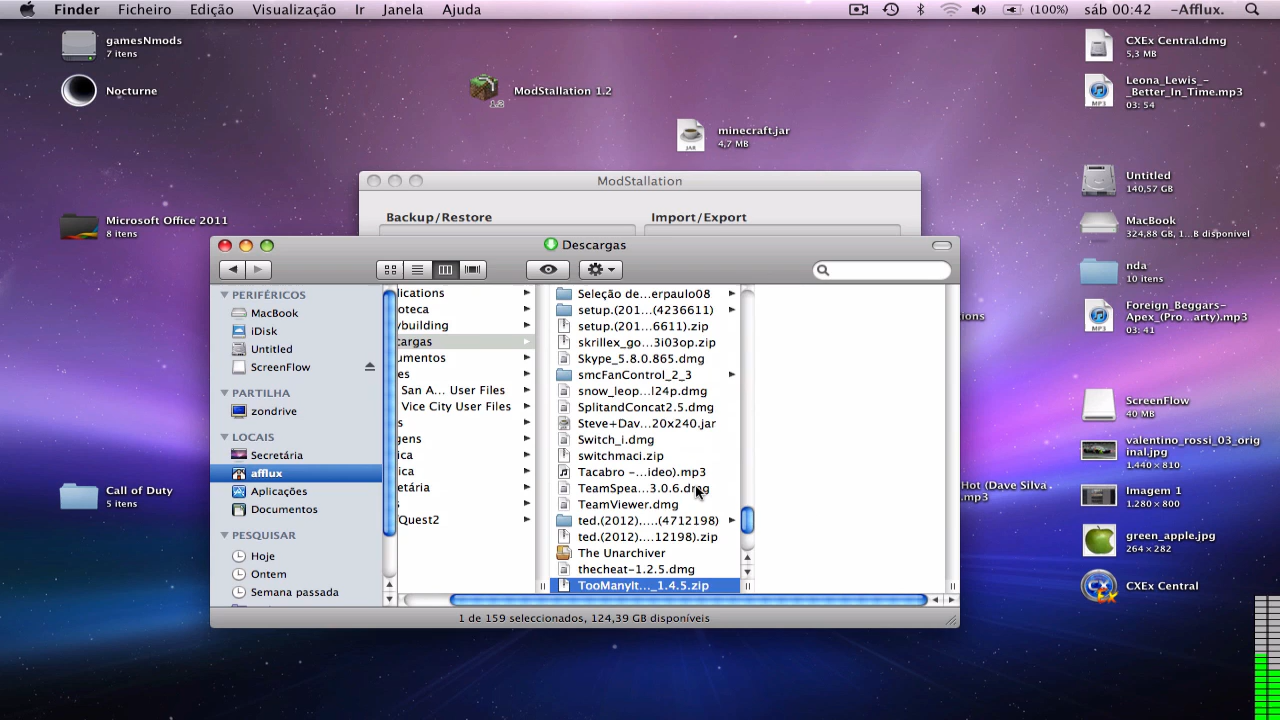 Finder Ficheiro Edição Visualização Ir Janela Ajuda (100%) sáb 00:42 -Afflux.
gamesNmods
7 itens
Nocturne
Microsoft Office 2011
8 itens
Call of Duty
5 itens
ModStallation 1.2
minecraft.jar
4,7 MB
JAR
ModStallation
Backup/Restore Import/Export
Descargas
PERIFÉRICOS
MacBook
iDisk
Untitled
ScreenFlow
PARTILHA
zondrive
LOCAIS
Secretária
afflux
Aplicações
Documentos
PESQUISAR
Hoje
Ontem
Semana passada
lications
oteca
ybuilding
cargas
umentos
es
San A... User Files
Vice City User Files
s
gens
ica
ica
etária
Quest2
Seleção de...erpaulo08
setup.(201...(4236611)
setup.(201...6611).zip
skrillex_go...3i03op.zip
Skype_5.8.0.865.dmg
smcFanControl_2_3
snow_leop...l24p.dmg
SplitandConcat2.5.dmg
Steve+Dav...20x240.jar
Switch_i.dmg
switchmaci.zip
Tacabro -...ideo).mp3
TeamSpea...3.0.6.dmg
TeamViewer.dmg
ted.(2012)....(4712198)
ted.(2012)....12198).zip
The Unarchiver
thecheat-1.2.5.dmg
TooManyIt..._1.4.5.zip
1 de 159 seleccionados, 124,39 GB disponíveis
CXEx Central.dmg
5,3 MB
Leona_Lewis_-
_Better_In_Time.mp3
03: 54
MP3
Untitled
140,57 GB
MacBook
324,88 GB, 1...B disponível
nda
10 itens
Foreign_Beggars-
Apex_(Pro...arty).mp3
03: 41
MP3
ions
ScreenFlow
40 MB
valentino_rossi_03_orig
inal.jpg
1.440 × 810
Hot (Dave Silva .
.mp3
Imagem 1
1.280 × 800
green_apple.jpg
264 × 282
CXEx Central